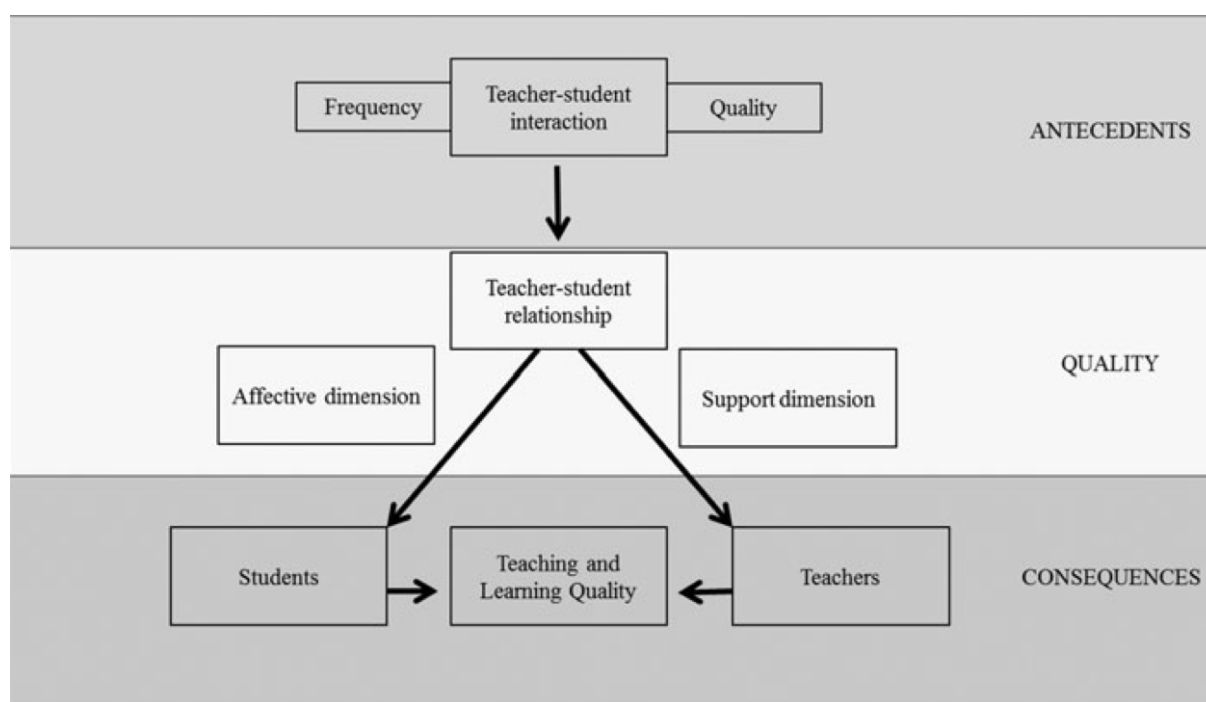 Frequency
Teacher-student
interaction
Quality
ANTECEDENTS
Teacher-student
relationship
Affective dimension
Support dimension
QUALITY
Students
Teaching and
Learning Quality
Teachers
CONSEQUENCES